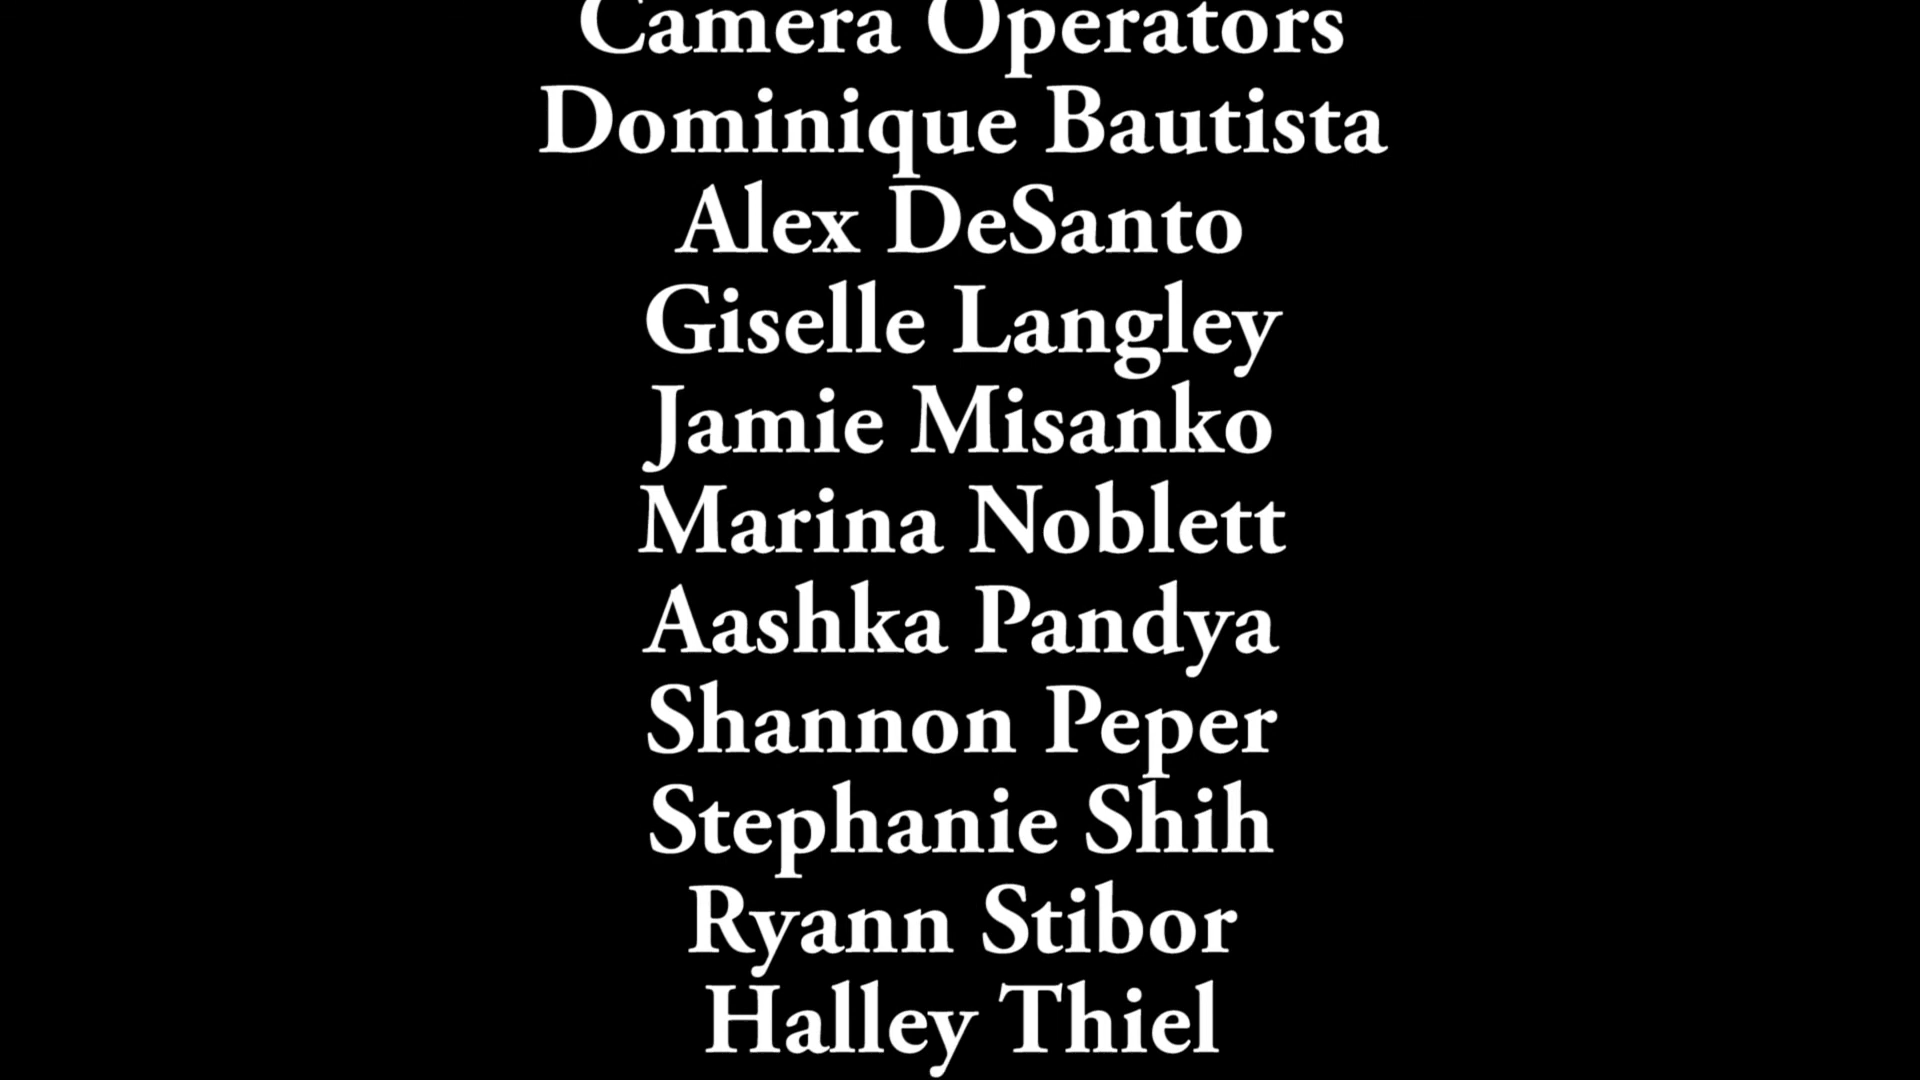 Camera Operators
Dominique Bautista
Alex DeSanto
Giselle Langley
Jamie Misanko
Marina Noblett
Aashka Pandya
Shannon Peper
Stephanie Shih
Ryann Stibor
Halley Thiel